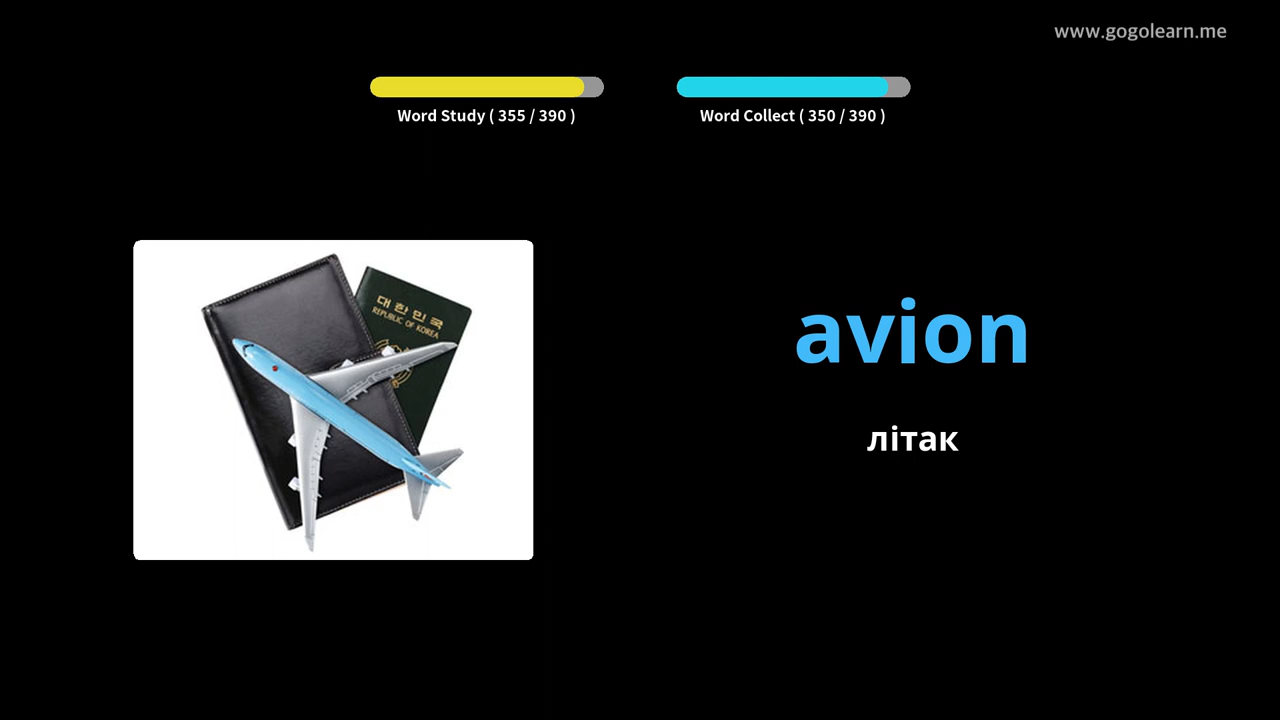 www.gogolearn.me
Word Study ( 355 / 390 )
Word Collect ( 350 / 390 )
대한민국
REPUBLIC OF KOREA
avion
літак